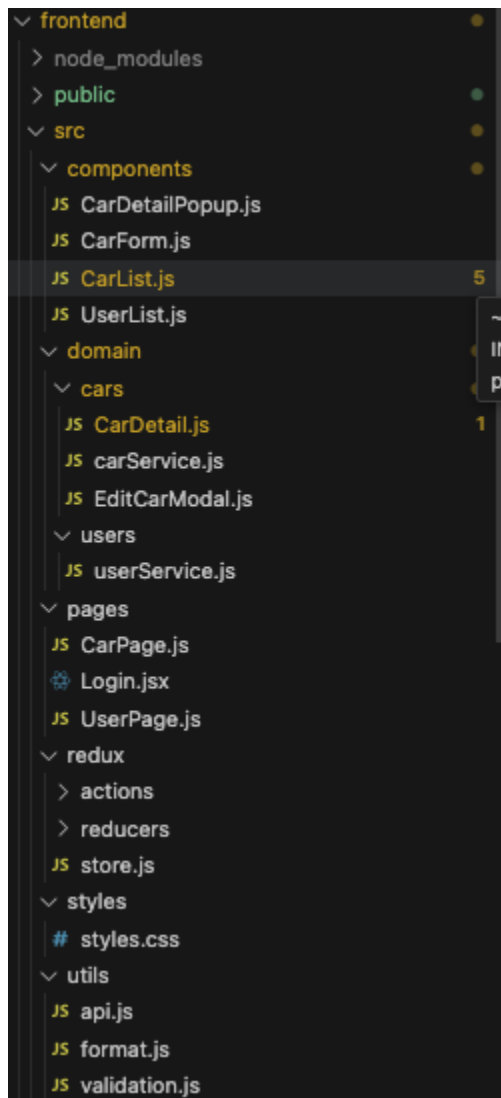 frontend
node_modules
public
src
components
JS CarDetailPopup.js
JS CarForm.js
JS CarList.js 5
JS UserList.js
domain
cars
JS CarDetail.js 1
JS carService.js
JS EditCarModal.js
users
JS userService.js
pages
JS CarPage.js
Login.jsx
JS UserPage.js
redux
actions
reducers
JS store.js
styles
# styles.css
utils
JS api.js
JS format.js
JS validation.js